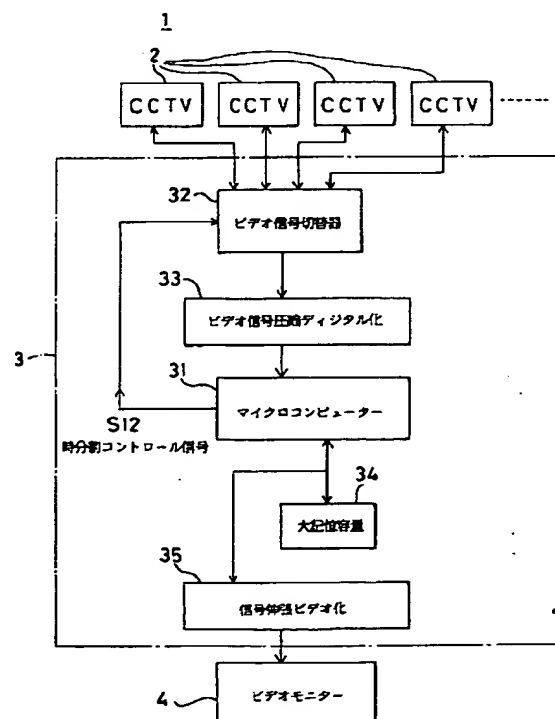 1
2
CCTV CCTV CCTV CCTV
32
ビデオ信号切替器
33
ビデオ信号圧縮ディジタル化
3
31
マイクロコンピューター
S12
時分割コントロール信号
34
大記位容量
35
信号伸張ビデオ化
4
ビデオモニター